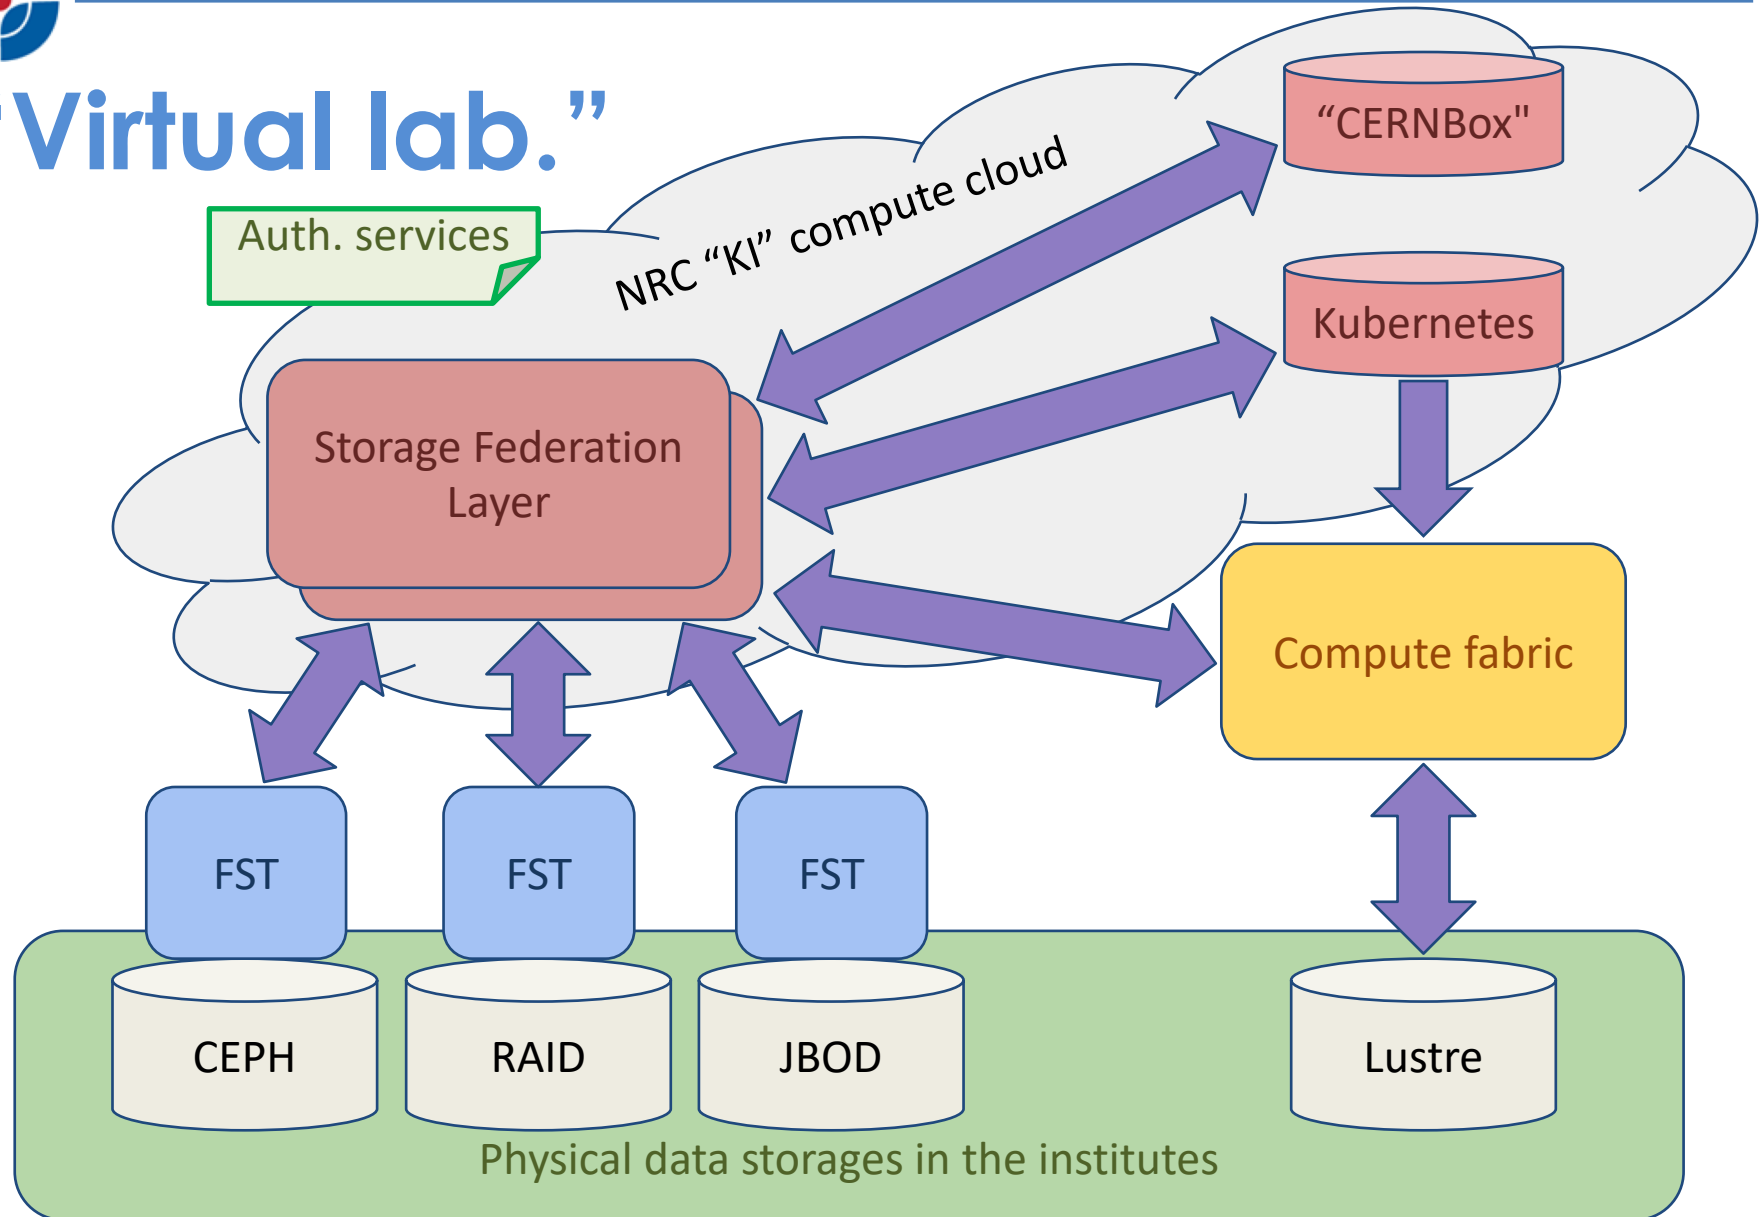 “Virtual lab.”
“CERNBox"
NRC “KI” compute cloud
Auth. services
Kubernetes
Storage Federation
Layer
Compute fabric
FST
FST
FST
CEPH
RAID
JBOD
Lustre
Physical data storages in the institutes